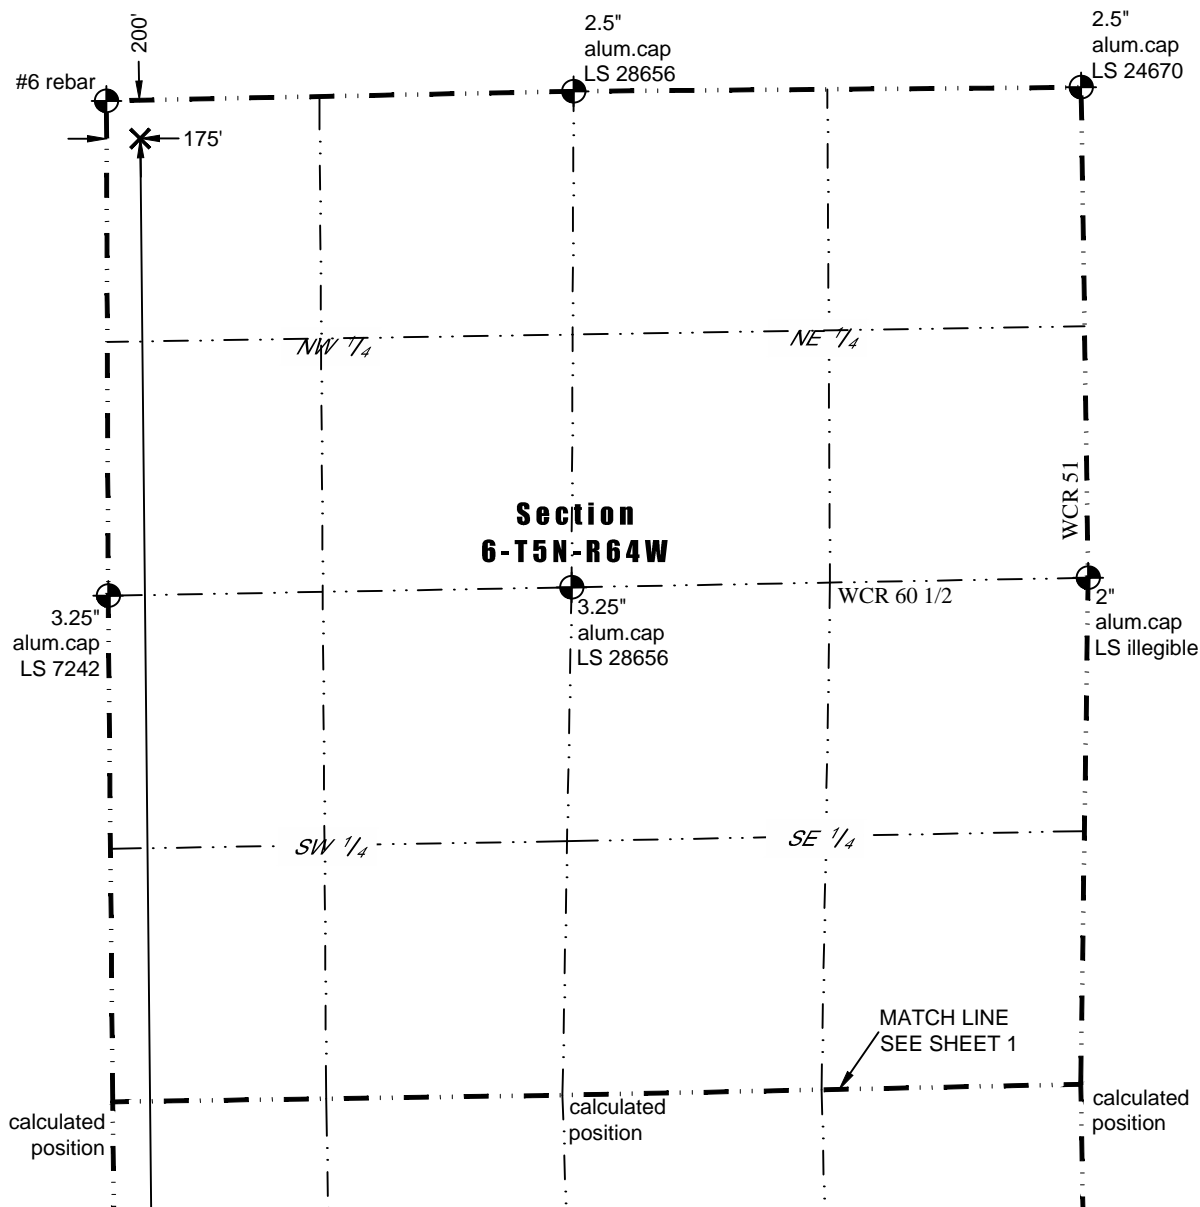 200'
2.5"
alum.cap
LS 28656
2.5"
alum.cap
LS 24670
#6 rebar
175'
NW 1/4
NE 1/4
WCR 51
Section
6-T5N-R64W
WCR 60 1/2
3.25"
alum.cap
LS 7242
3.25"
alum.cap
LS 28656
2"
alum.cap
LS illegible
SW 1/4
SE 1/4
MATCH LINE
SEE SHEET 1
calculated
position
calculated
position
calculated
position